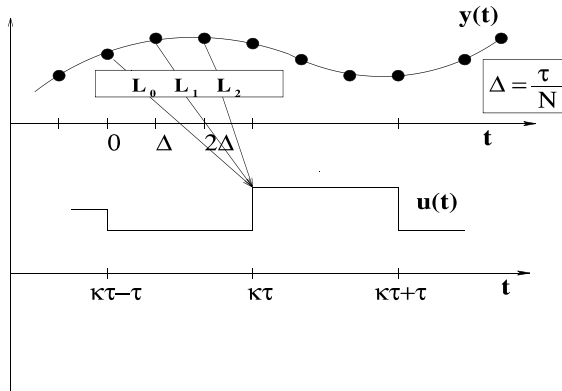 y(t)
L₀ L₁ L₂
Δ = τ/N
0 Δ 2Δ t
u(t)
κτ−τ κτ κτ+τ t